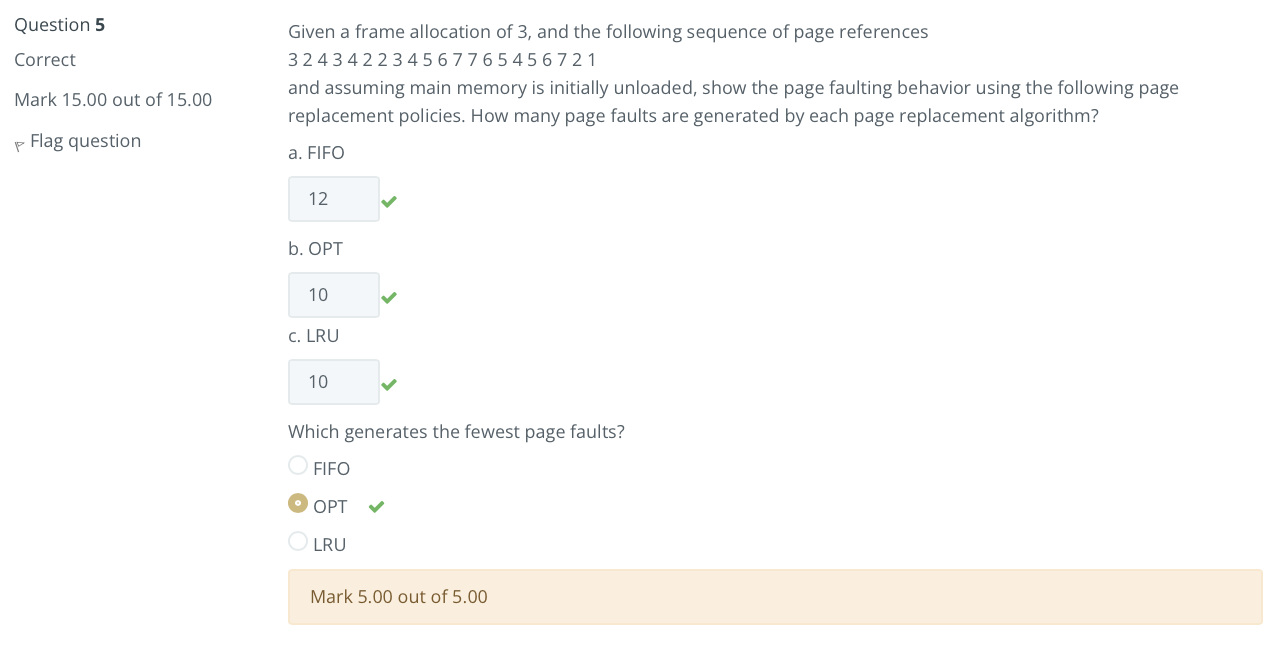 Question 5
Correct
Mark 15.00 out of 15.00
Flag question
Given a frame allocation of 3, and the following sequence of page references
3 2 4 3 4 2 2 3 4 5 6 7 7 6 5 4 5 6 7 2 1
and assuming main memory is initially unloaded, show the page faulting behavior using the following page
replacement policies. How many page faults are generated by each page replacement algorithm?
a. FIFO
12
b. OPT
10
c. LRU
10
Which generates the fewest page faults?
FIFO
OPT
LRU
Mark 5.00 out of 5.00